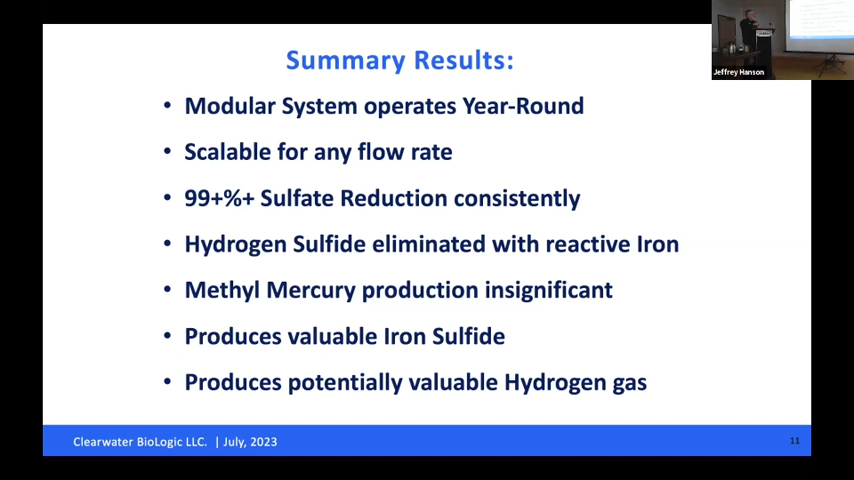 Summary Results:
• Modular System operates Year-Round
• Scalable for any flow rate
• 99+%+ Sulfate Reduction consistently
• Hydrogen Sulfide eliminated with reactive Iron
• Methyl Mercury production insignificant
• Produces valuable Iron Sulfide
• Produces potentially valuable Hydrogen gas
Clearwater BioLogic LLC. | July, 2023
11
Jeffrey Hanson